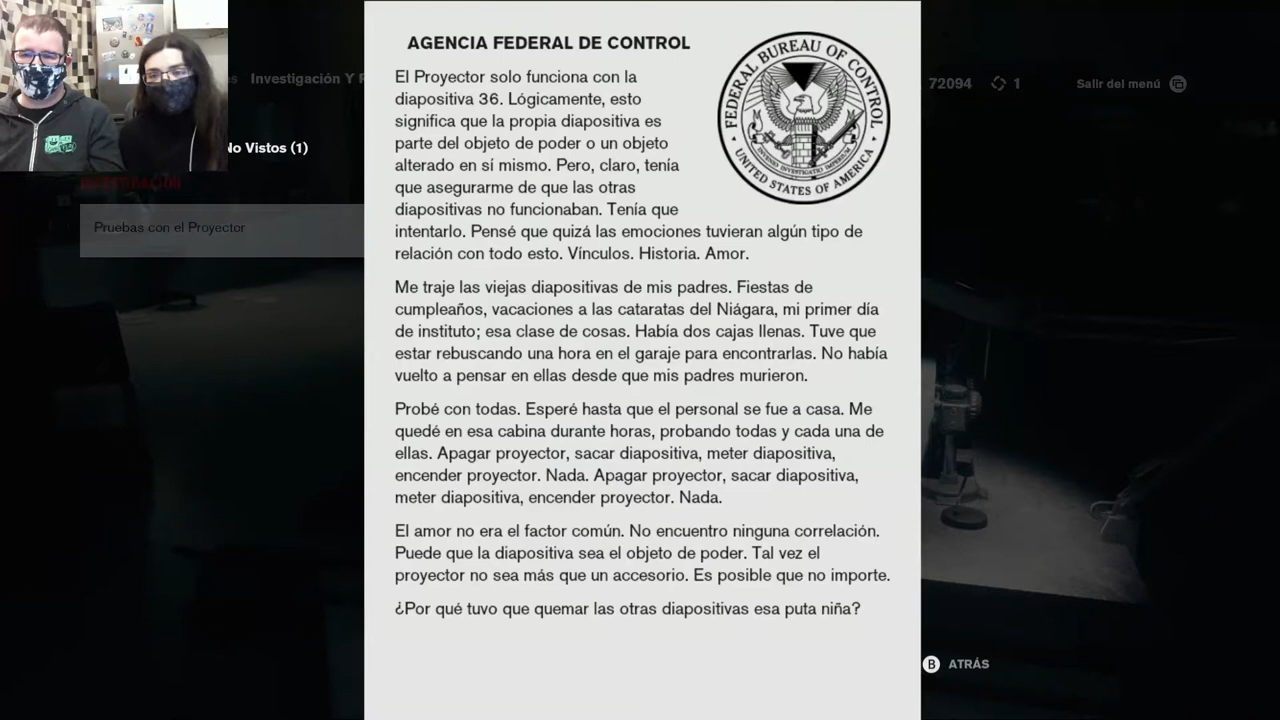 AGENCIA FEDERAL DE CONTROL
El Proyector solo funciona con la
diapositiva 36. Lógicamente, esto
significa que la propia diapositiva es
parte del objeto de poder o un objeto
alterado en sí mismo. Pero, claro, tenía
que asegurarme de que las otras
diapositivas no funcionaban. Tenía que
intentarlo. Pensé que quizá las emociones tuvieran algún tipo de
relación con todo esto. Vínculos. Historia. Amor.
Me traje las viejas diapositivas de mis padres. Fiestas de
cumpleaños, vacaciones a las cataratas del Niágara, mi primer día
de instituto; esa clase de cosas. Había dos cajas llenas. Tuve que
estar rebuscando una hora en el garaje para encontrarlas. No había
vuelto a pensar en ellas desde que mis padres murieron.
Probé con todas. Esperé hasta que el personal se fue a casa. Me
quedé en esa cabina durante horas, probando todas y cada una de
ellas. Apagar proyector, sacar diapositiva, meter diapositiva,
encender proyector. Nada. Apagar proyector, sacar diapositiva,
meter diapositiva, encender proyector. Nada.
El amor no era el factor común. No encuentro ninguna correlación.
Puede que la diapositiva sea el objeto de poder. Tal vez el
proyector no sea más que un accesorio. Es posible que no importe.
¿Por qué tuvo que quemar las otras diapositivas esa puta niña?
FEDERAL BUREAU OF CONTROL
UNITED STATES OF AMERICA
Investigación Y
72094
1
Salir del menú
No Vistos (1)
Pruebas con el Proyector
B ATRÁS